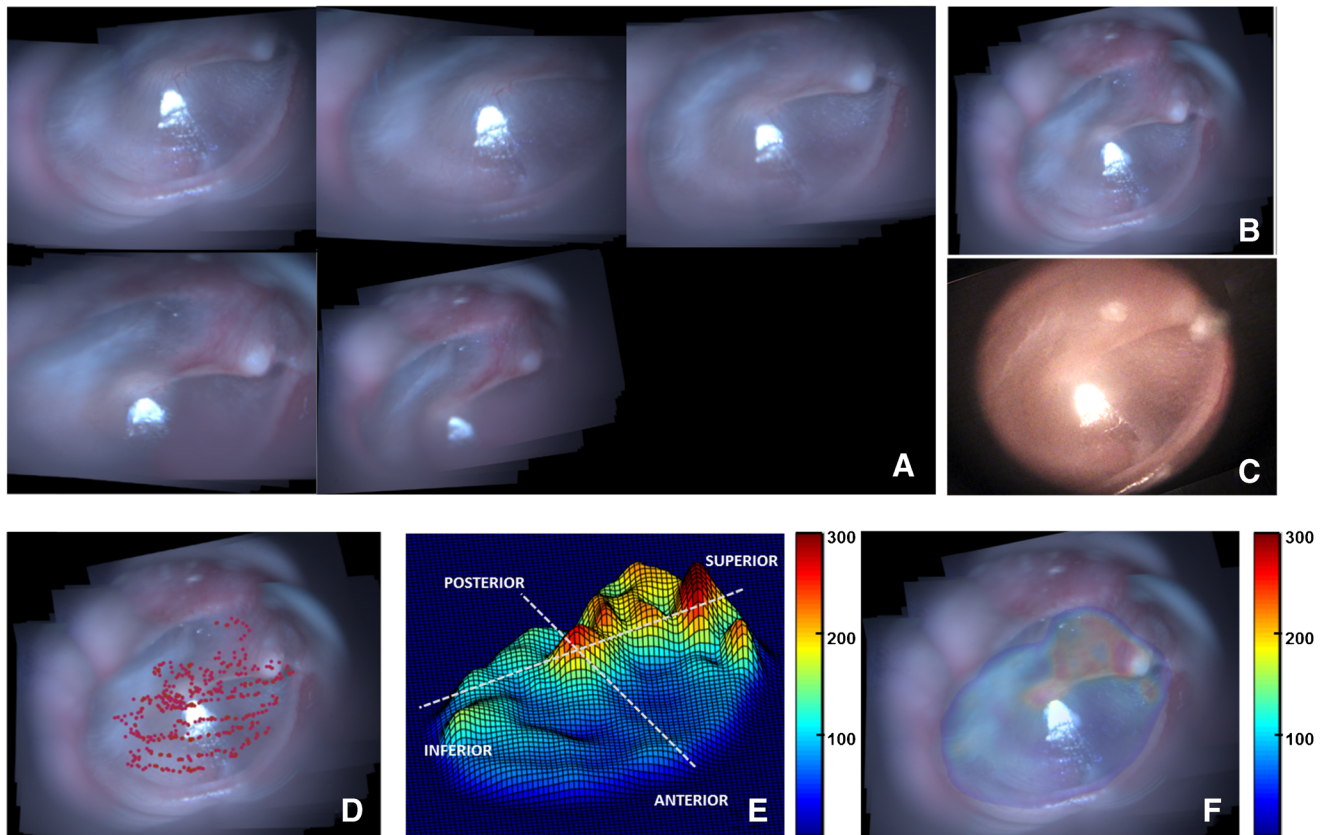 A
B
C
D
POSTERIOR
SUPERIOR
INFERIOR
ANTERIOR
E
300
200
100
F
300
200
100